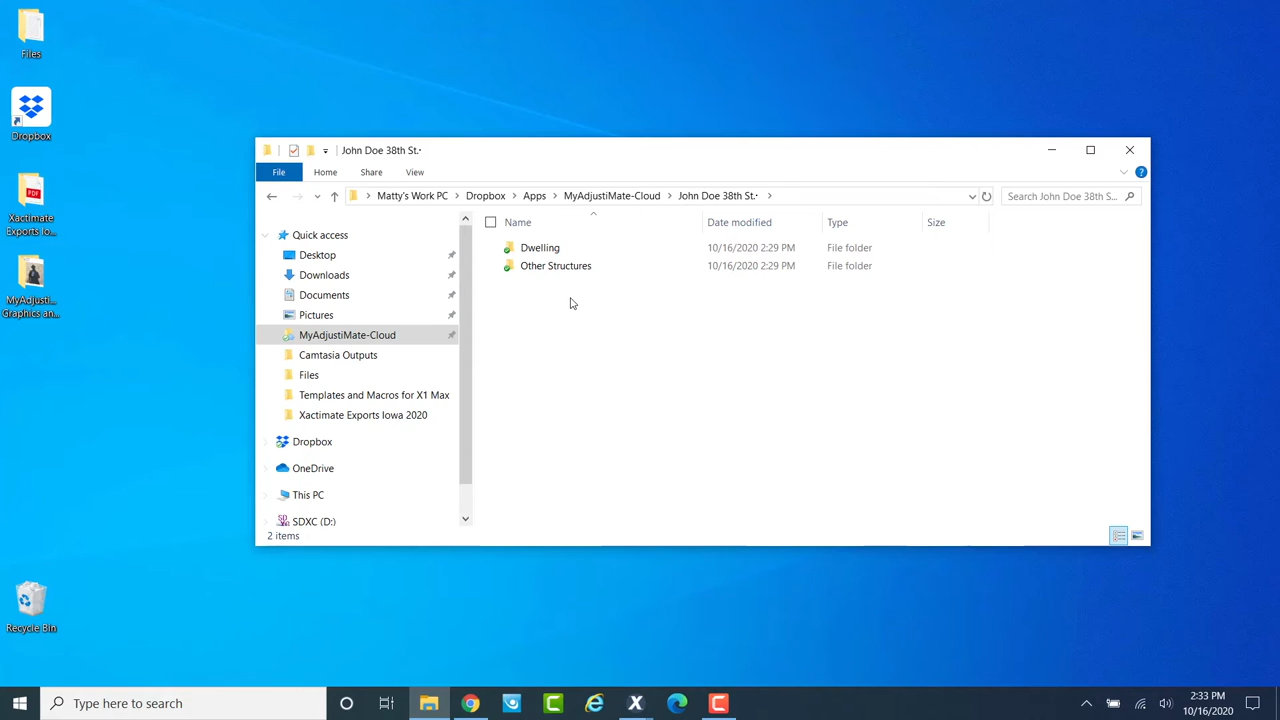 Files
Dropbox
Xactimate
Exports Io...
MyAdjusti...
Graphics an...
Recycle Bin
John Doe 38th St.·
File
Home
Share
View
Matty's Work PC > Dropbox > Apps > MyAdjustiMate-Cloud > John Doe 38th St.· >
Search John Doe 38th S...
Name
Date modified
Type
Size
Dwelling
10/16/2020 2:29 PM
File folder
Other Structures
10/16/2020 2:29 PM
File folder
Quick access
Desktop
Downloads
Documents
Pictures
MyAdjustiMate-Cloud
Camtasia Outputs
Files
Templates and Macros for X1 Max
Xactimate Exports Iowa 2020
Dropbox
OneDrive
This PC
SDXC (D:)
2 items
Type here to search
2:33 PM
10/16/2020